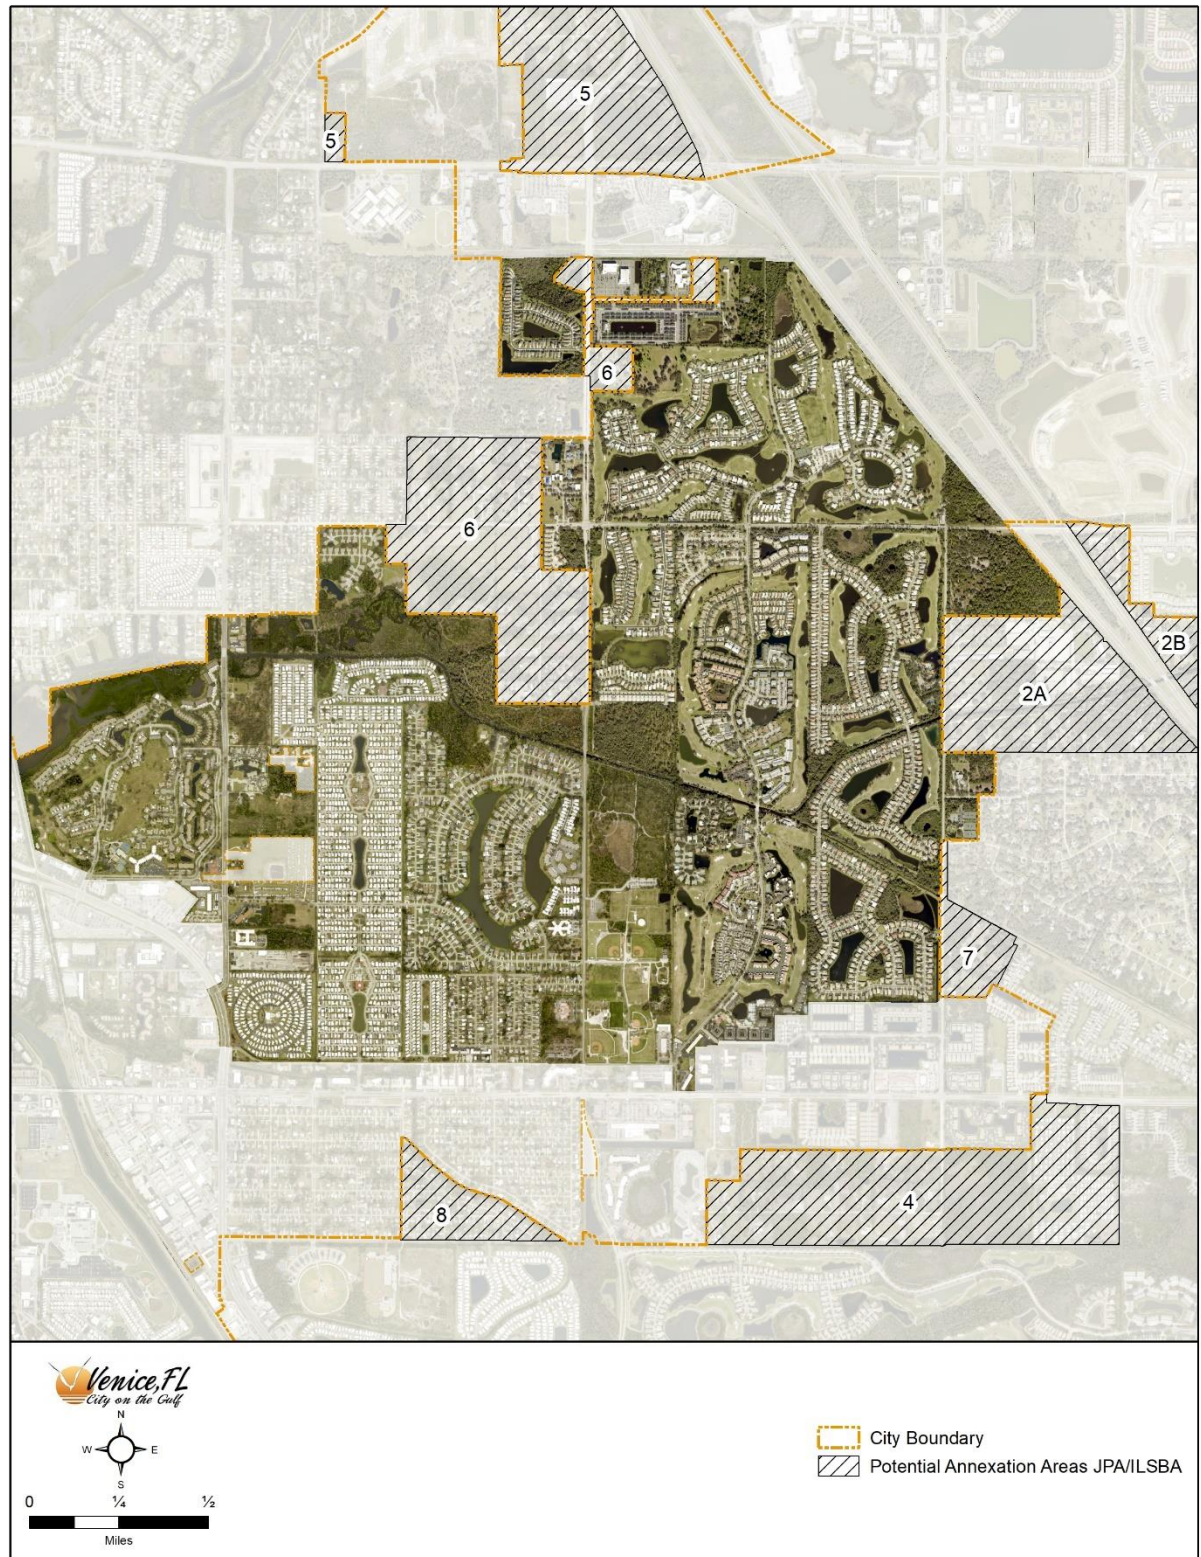 5
5
6
6
2B
2A
7
4
8
Venice, FL
City on the Gulf
N
W E
S
0 ¼ ½
Miles
City Boundary
Potential Annexation Areas JPA/ILSBA